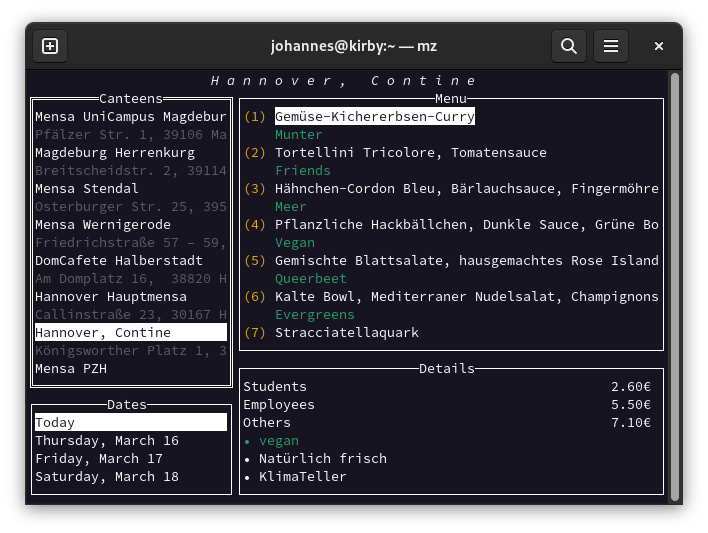 johannes@kirby:~ — mz
Hannover, Contine
Canteens
Mensa UniCampus Magdebur
Pfälzer Str. 1, 39106 Ma
Magdeburg Herrenkrug
Breitscheidstr. 2, 39114
Mensa Stendal
Osterburger Str. 25, 395
Mensa Wernigerode
Friedrichstraße 57 – 59,
DomCafete Halberstadt
Am Domplatz 16,  38820 H
Hannover Hauptmensa
Callinstraße 23, 30167 H
Hannover, Contine
Königsworther Platz 1, 3
Mensa PZH
Dates
Today
Thursday, March 16
Friday, March 17
Saturday, March 18
Menu
(1) Gemüse-Kichererbsen-Curry
Munter
(2) Tortellini Tricolore, Tomatensauce
Friends
(3) Hähnchen-Cordon Bleu, Bärlauchsauce, Fingermöhre
Meer
(4) Pflanzliche Hackbällchen, Dunkle Sauce, Grüne Bo
Vegan
(5) Gemischte Blattsalate, hausgemachtes Rose Island
Queerbeet
(6) Kalte Bowl, Mediterraner Nudelsalat, Champignons
Evergreens
(7) Stracciatellaquark
Details
Students 2.60€
Employees 5.50€
Others 7.10€
• vegan
• Natürlich frisch
• KlimaTeller